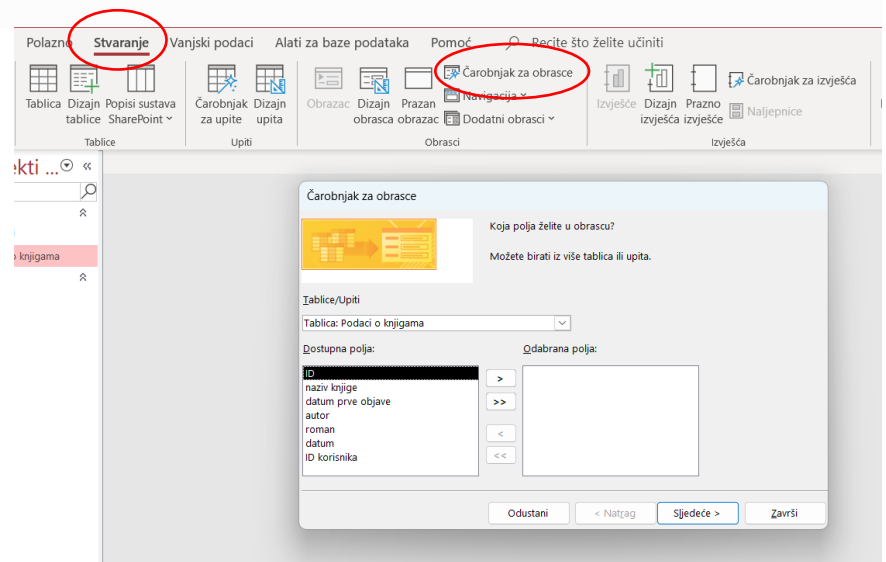 Polazno Stvaranje Vanjski podaci Alati za baze podataka Pomoć Recite što želite učiniti
Tablica Dizajn tablice Popisi sustava SharePoint
Tablice
Čarobnjak za upite Dizajn upita
Upiti
Obrazac Dizajn obrasca Prazan obrazac
Čarobnjak za obrasce
Navigacija
Dodatni obrasci
Obrasci
Izvješće Dizajn izvješća Prazno izvješće
Čarobnjak za izvješća
Naljepnice
Izvješća
ekti ...
o knjigama
Čarobnjak za obrasce
Koja polja želite u obrascu?
Možete birati iz više tablica ili upita.
Tablice/Upiti
Tablica: Podaci o knjigama
Dostupna polja:
Odabrana polja:
ID
naziv knjige
datum prve objave
autor
roman
datum
ID korisnika
>
>>
<
<<
Odustani < Natrag Sljedeće > Završi